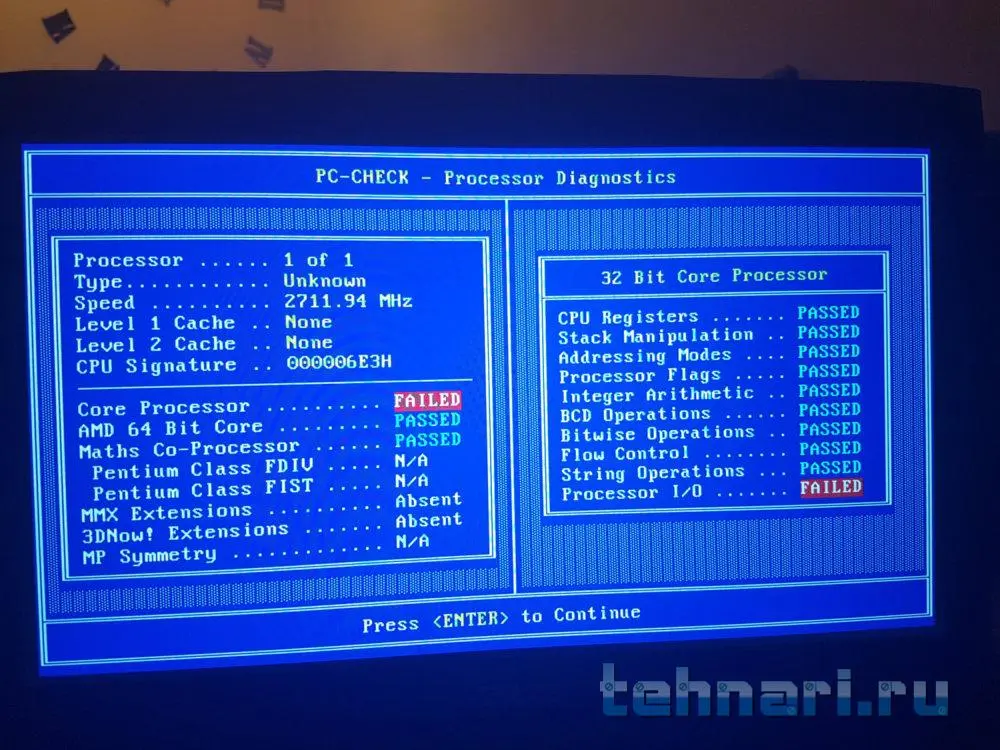 PC-CHECK - Processor Diagnostics
Processor ...... 1 of 1
Type............ Unknown
Speed .......... 2711.94 MHz
Level 1 Cache .. None
Level 2 Cache .. None
CPU Signature .. 000006E3H
Core Processor .......... FAILED
AMD 64 Bit Core ......... PASSED
Maths Co-Processor ...... PASSED
Pentium Class FDIV ..... N/A
Pentium Class FIST ..... N/A
MMX Extensions .......... Absent
3DNow! Extensions ....... Absent
MP Symmetry ............. N/A
32 Bit Core Processor
CPU Registers ....... PASSED
Stack Manipulation .. PASSED
Addressing Modes .... PASSED
Processor Flags ..... PASSED
Integer Arithmetic .. PASSED
BCD Operations ...... PASSED
Bitwise Operations .. PASSED
Flow Control ........ PASSED
String Operations ... PASSED
Processor I/O ....... FAILED
Press <ENTER> to Continue
tehnari.ru